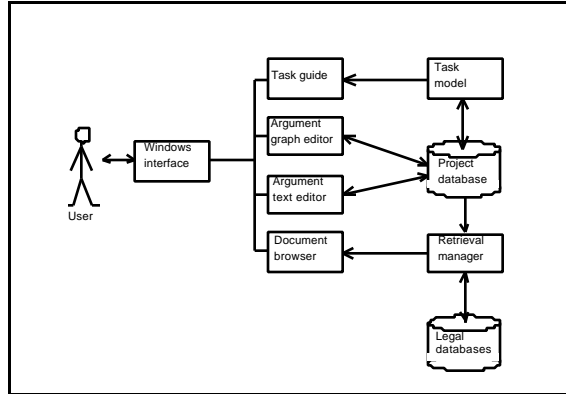 Task guide
Task
model
Argument
graph editor
Windows
interface
Project
database
User
Argument
text editor
Document
browser
Retrieval
manager
Legal
databases